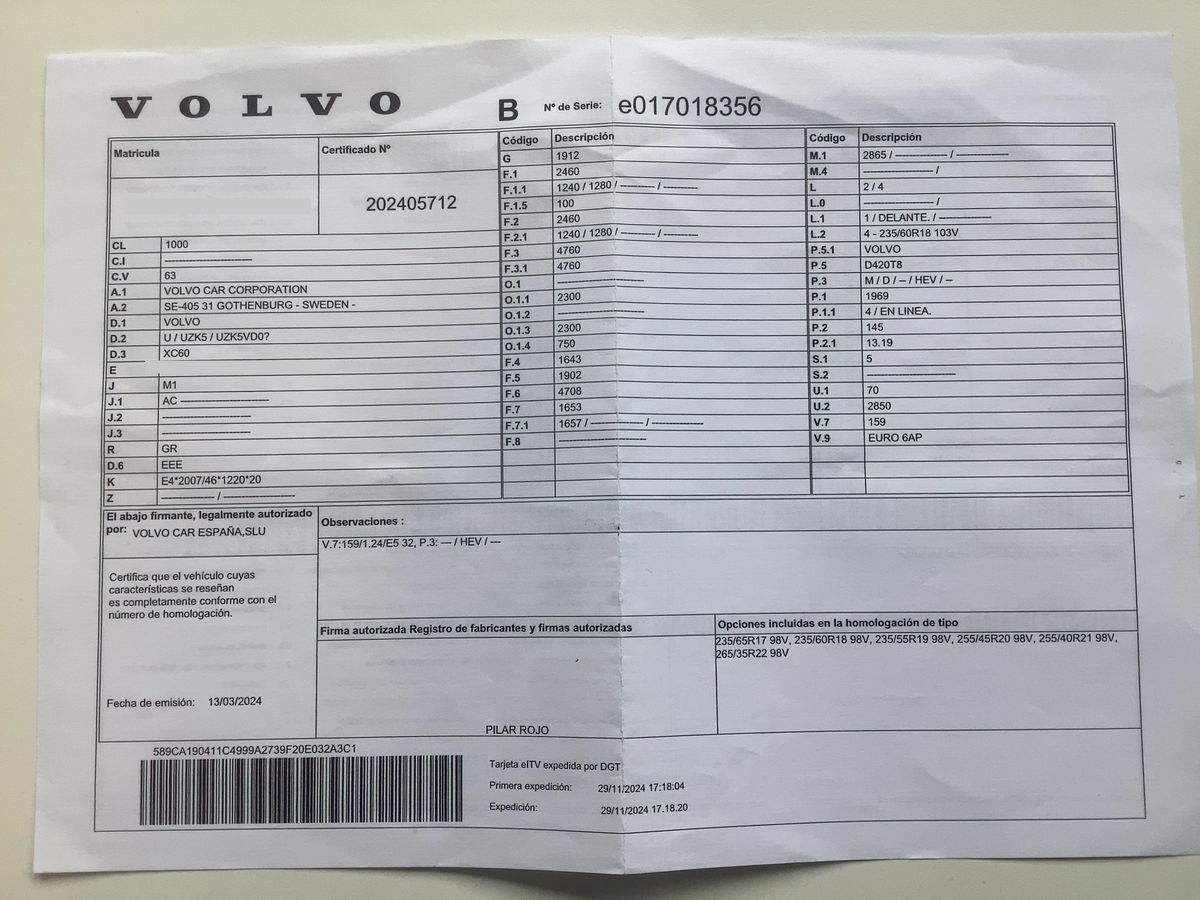 VOLVO B Nº de Serie: e017018356
Matrícula Certificado Nº
202405712
CL 1000
C.I ----------------------
C.V 63
A.1 VOLVO CAR CORPORATION
A.2 SE-405 31 GOTHENBURG - SWEDEN -
D.1 VOLVO
D.2 U / UZK5 / UZK5VD0?
D.3 XC60
E
J M1
J.1 AC ----------------------
J.2 ----------------------
J.3 ----------------------
R GR
D.6 EEE
K E4*2007/46*1220*20
Z ------------- / ------------------
Código Descripción
G 1912
F.1 2460
F.1.1 1240 / 1280 / --------- / ---------
F.1.5 100
F.2 2460
F.2.1 1240 / 1280 / --------- / ---------
F.3 4760
F.3.1 4760
O.1 ----------------------
O.1.1 2300
O.1.2 ----------------------
O.1.3 2300
O.1.4 750
F.4 1643
F.5 1902
F.6 4708
F.7 1653
F.7.1 1657 / ------------- / -------------
F.8 ----------------------
Código Descripción
M.1 2865 / ------------- / -------------
M.4 ------------------ /
L 2 / 4
L.0 ------------------- /
L.1 1 / DELANTE. / -------------
L.2 4 - 235/60R18 103V
P.5.1 VOLVO
P.5 D420T8
P.3 M / D / -- / HEV / --
P.1 1969
P.1.1 4 / EN LINEA.
P.2 145
P.2.1 13.19
S.1 5
S.2 ----------------------
U.1 70
U.2 2850
V.7 159
V.9 EURO 6AP
El abajo firmante, legalmente autorizado
por: VOLVO CAR ESPAÑA,SLU
Certifica que el vehículo cuyas
características se reseñan
es completamente conforme con el
número de homologación.
Fecha de emisión: 13/03/2024
Observaciones :
V.7:159/1.24/E5 32, P.3: --- / HEV / ---
Firma autorizada Registro de fabricantes y firmas autorizadas
PILAR ROJO
Opciones incluidas en la homologación de tipo
235/65R17 98V, 235/60R18 98V, 235/55R19 98V, 255/45R20 98V, 255/40R21 98V,
265/35R22 98V
589CA190411C4999A2739F20E032A3C1
Tarjeta eITV expedida por DGT
Primera expedición: 29/11/2024 17:18:04
Expedición: 29/11/2024 17.18.20